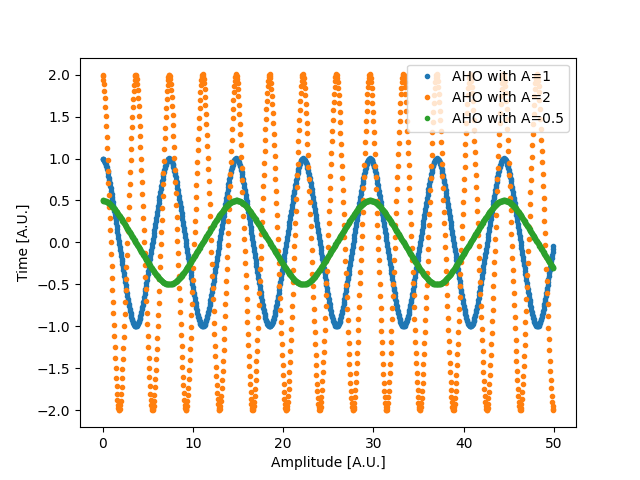 AHO with A=1
AHO with A=2
AHO with A=0.5
2.0
1.5
1.0
0.5
0.0
−0.5
−1.0
−1.5
−2.0
Time [A.U.]
0 10 20 30 40 50
Amplitude [A.U.]